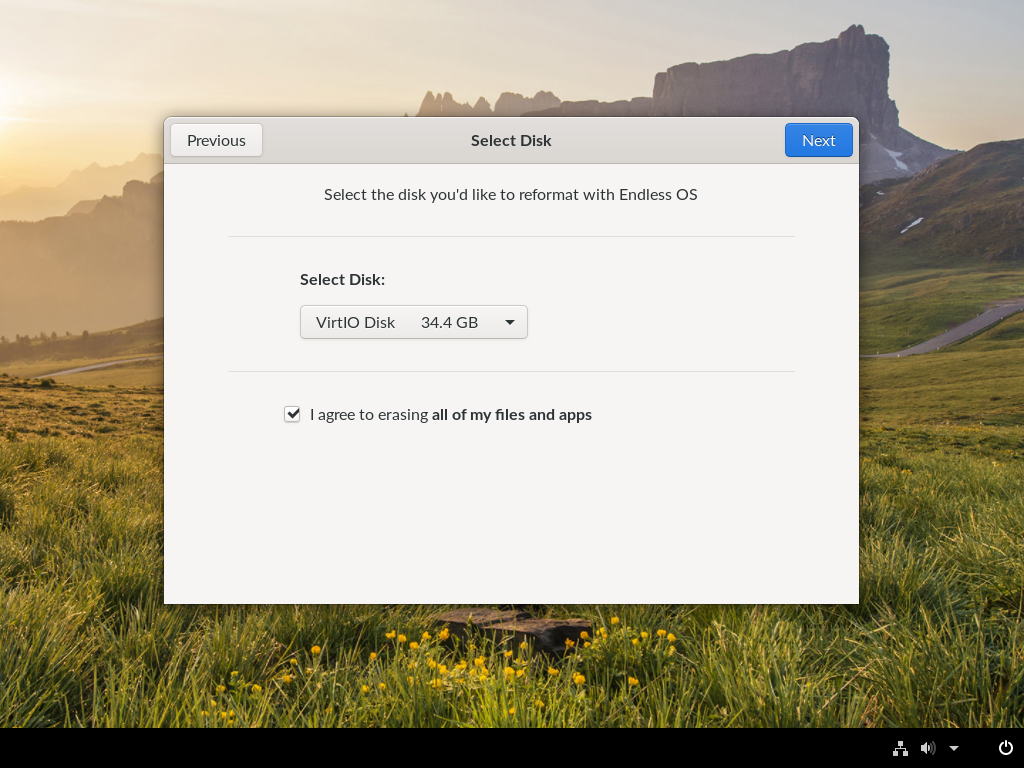 Previous
Select Disk
Next
Select the disk you'd like to reformat with Endless OS
Select Disk:
VirtIO Disk 34.4 GB
I agree to erasing all of my files and apps